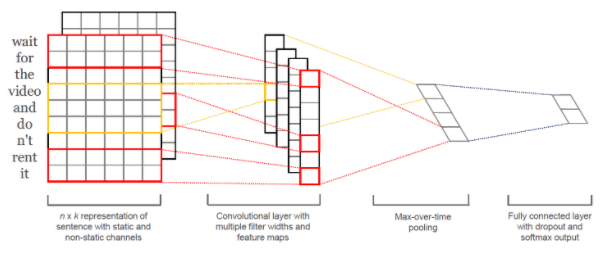 wait
for
the
video
and
do
n't
rent
it
n x k representation of
sentence with static and
non-static channels
Convolutional layer with
multiple filter widths and
feature maps
Max-over-time
pooling
Fully connected layer
with dropout and
softmax output